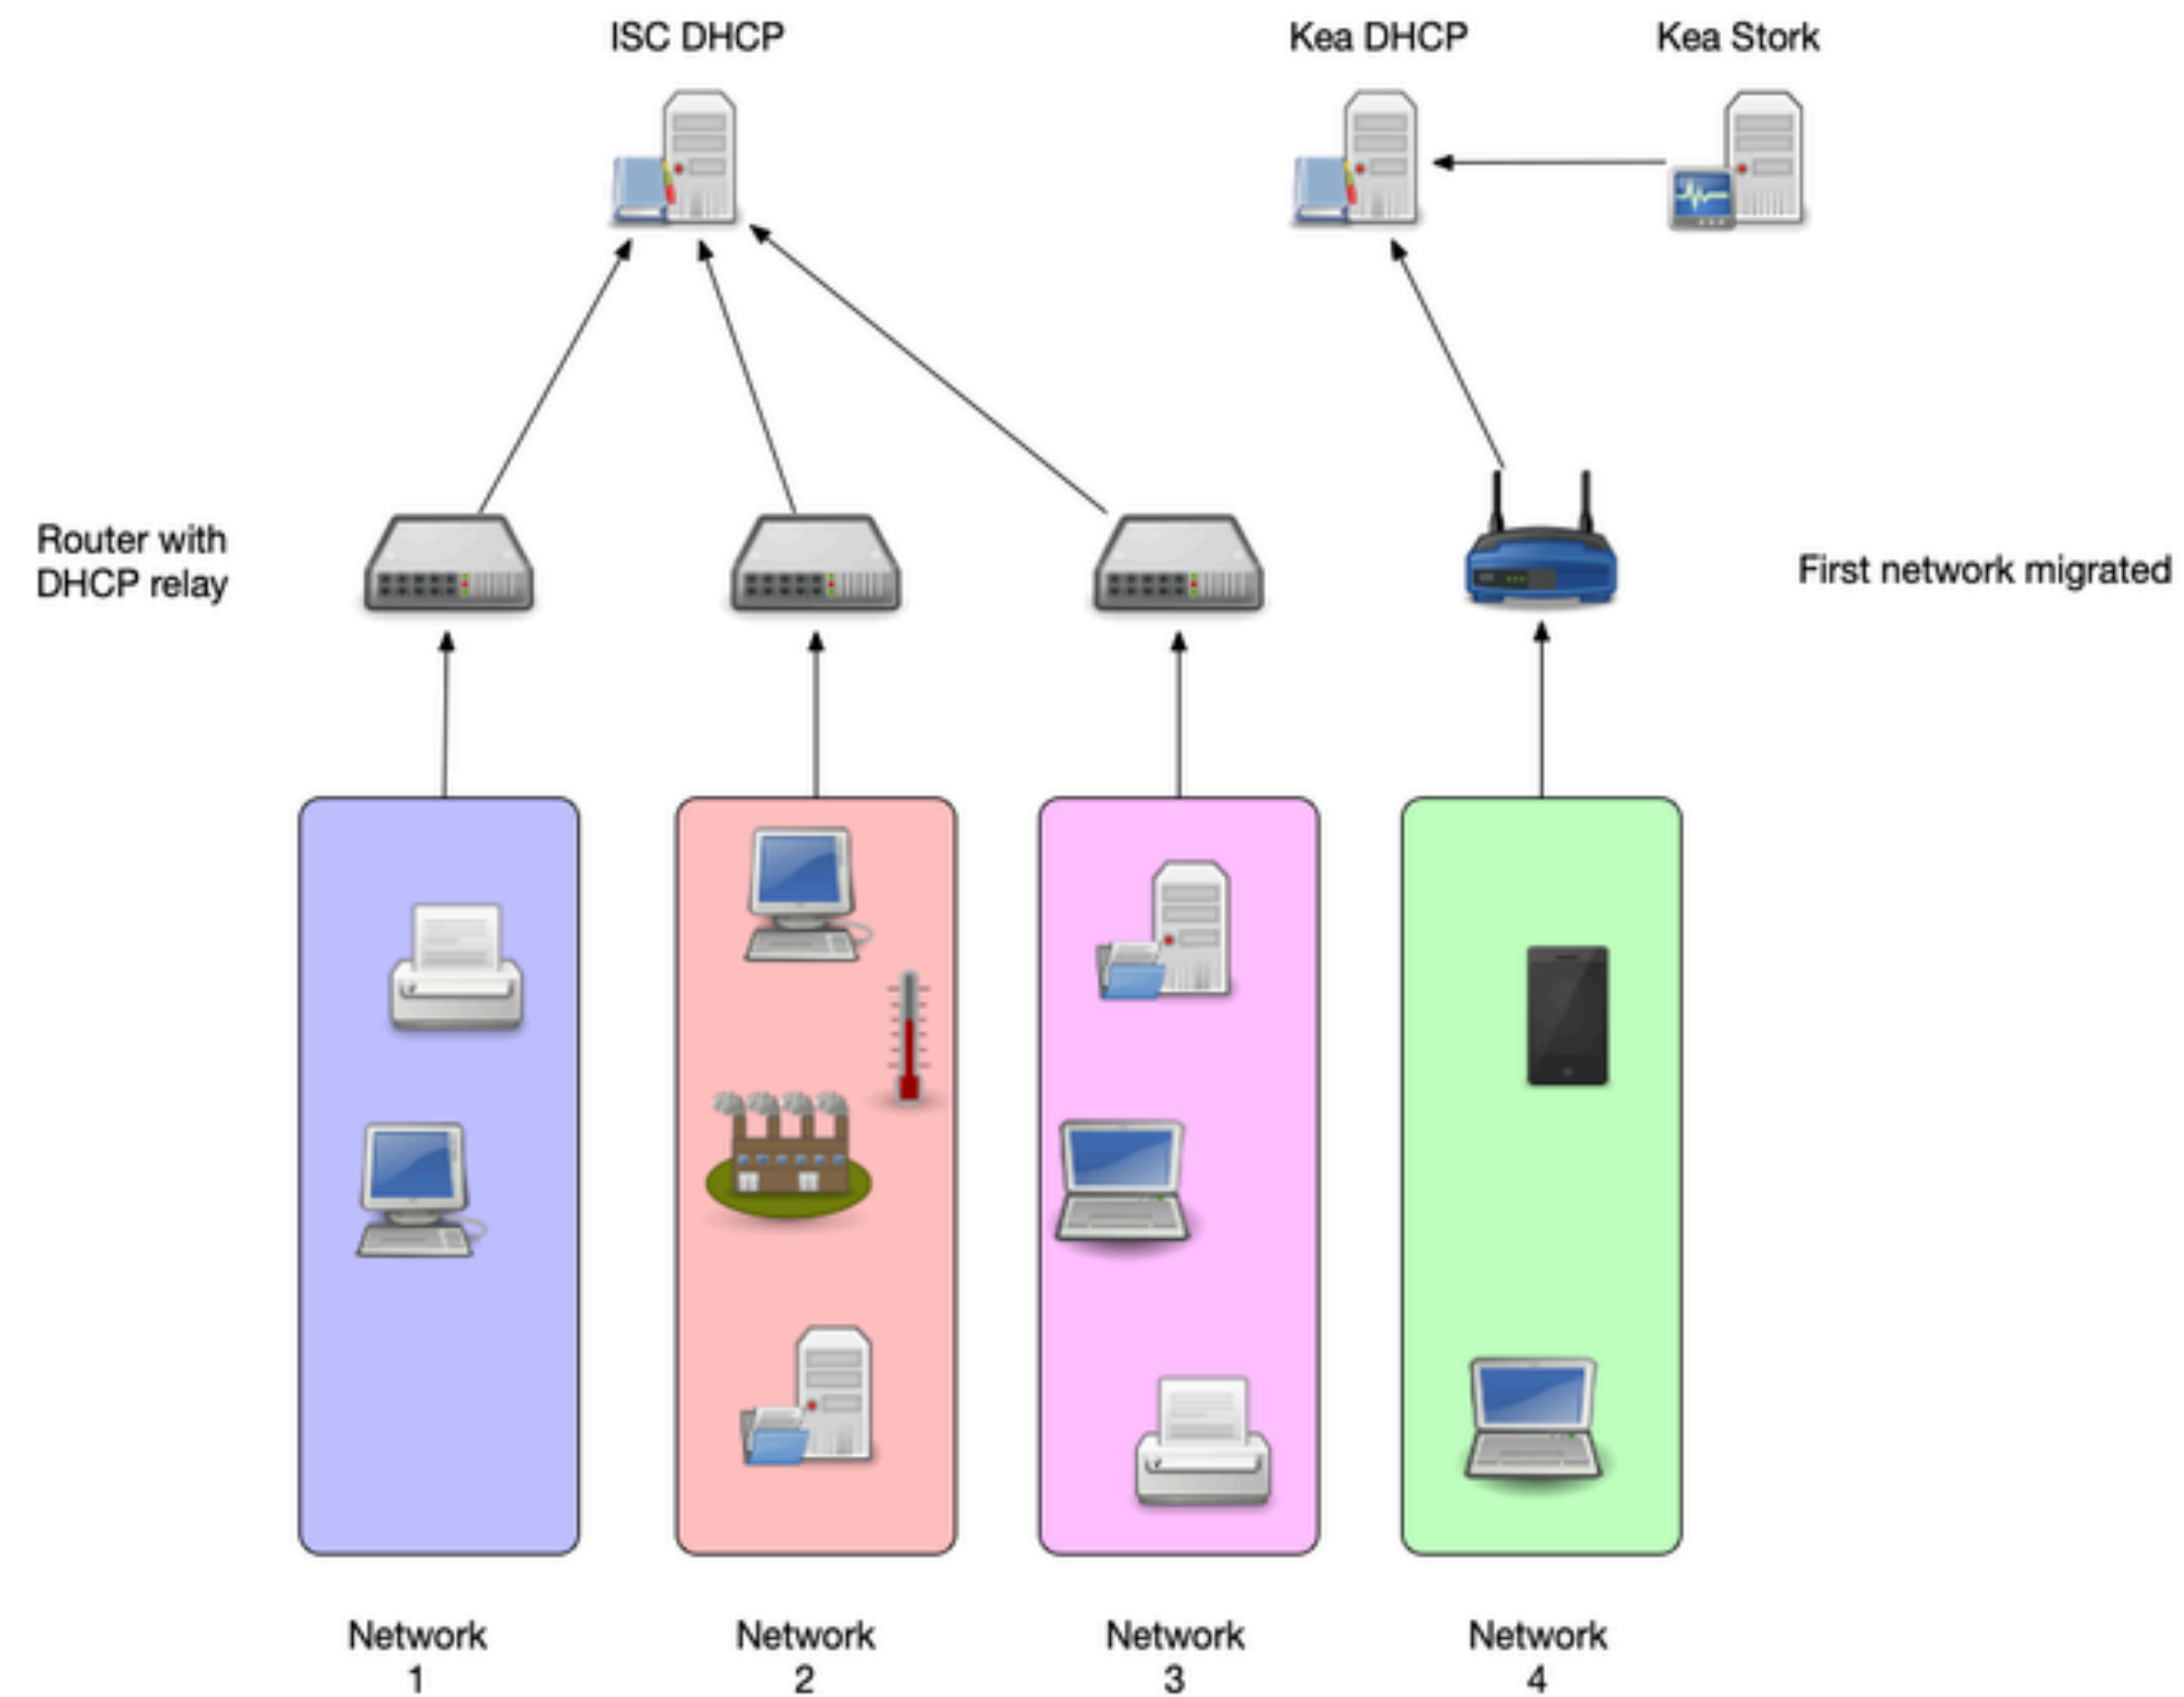 ISC DHCP
Kea DHCP
Kea Stork
Router with
DHCP relay
First network migrated
Network
1
Network
2
Network
3
Network
4